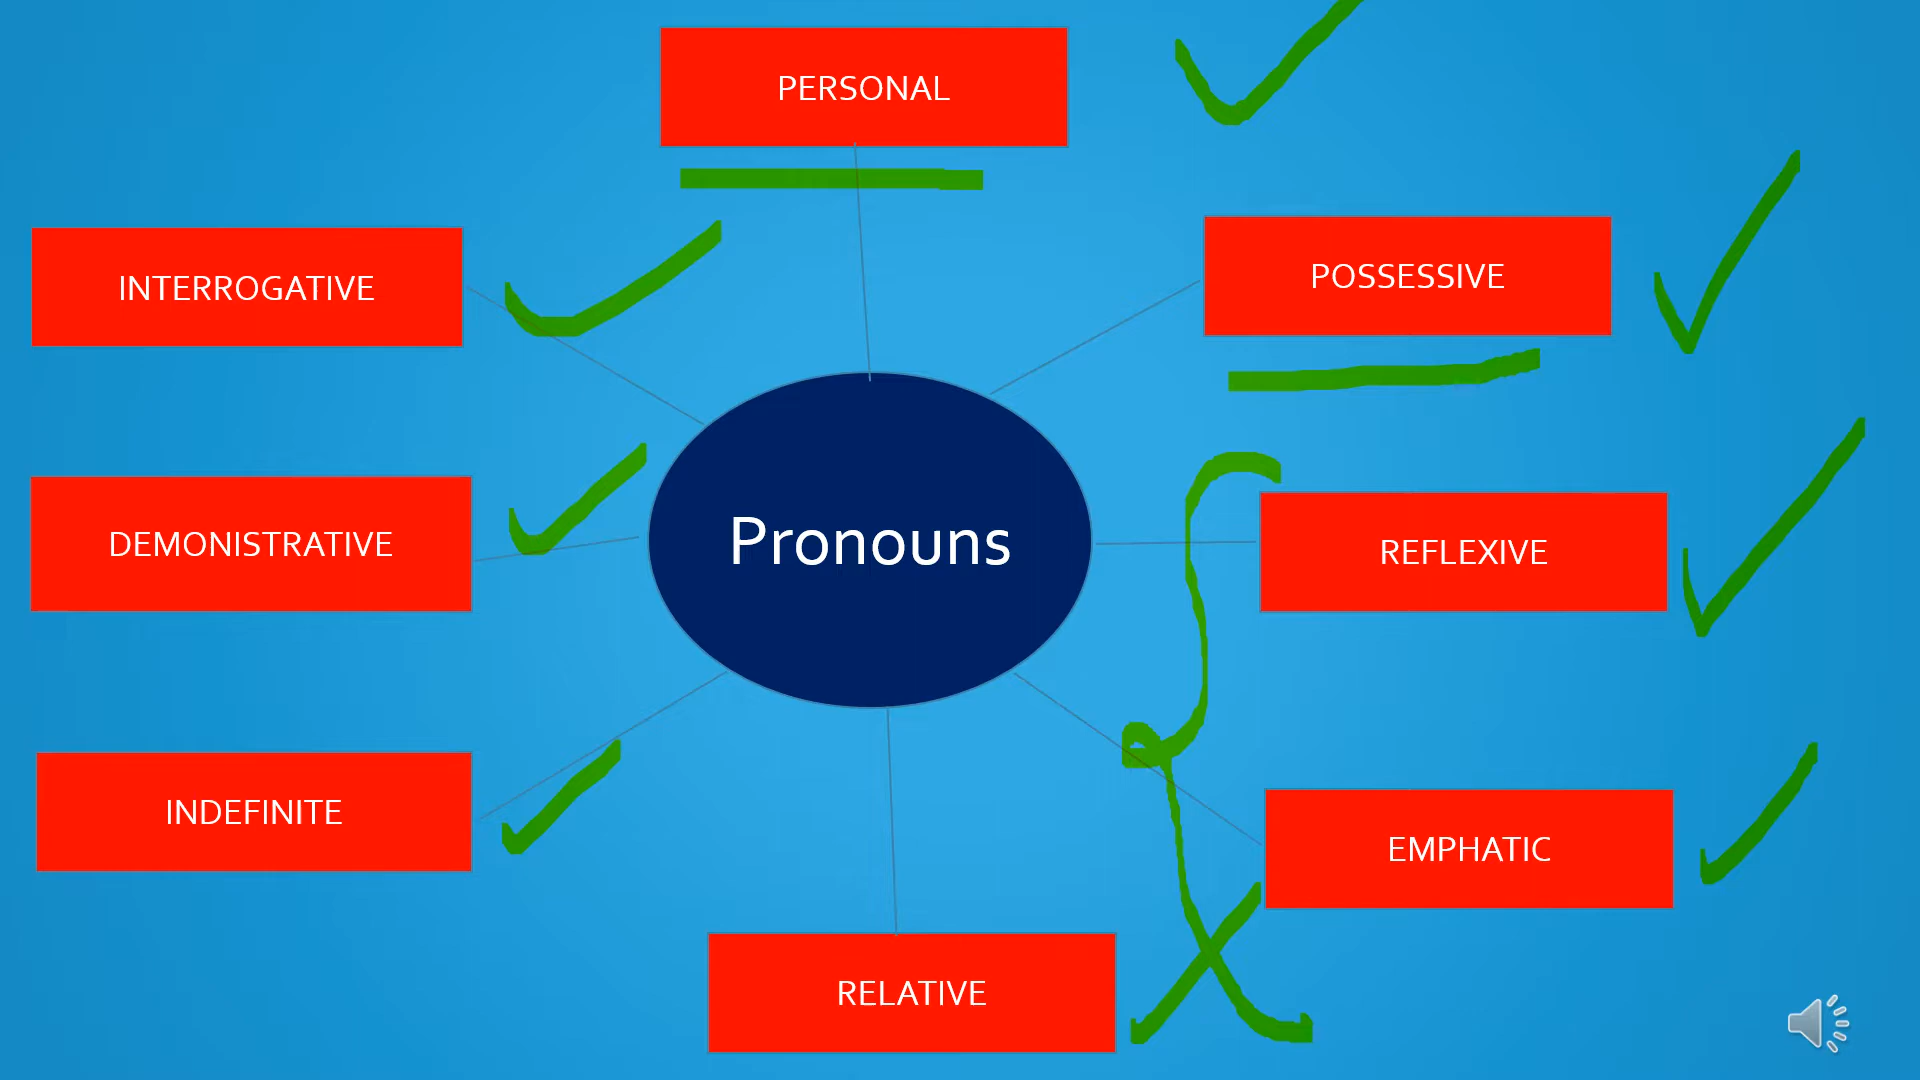 PERSONAL
INTERROGATIVE
POSSESSIVE
DEMONISTRATIVE
Pronouns
REFLEXIVE
INDEFINITE
EMPHATIC
RELATIVE